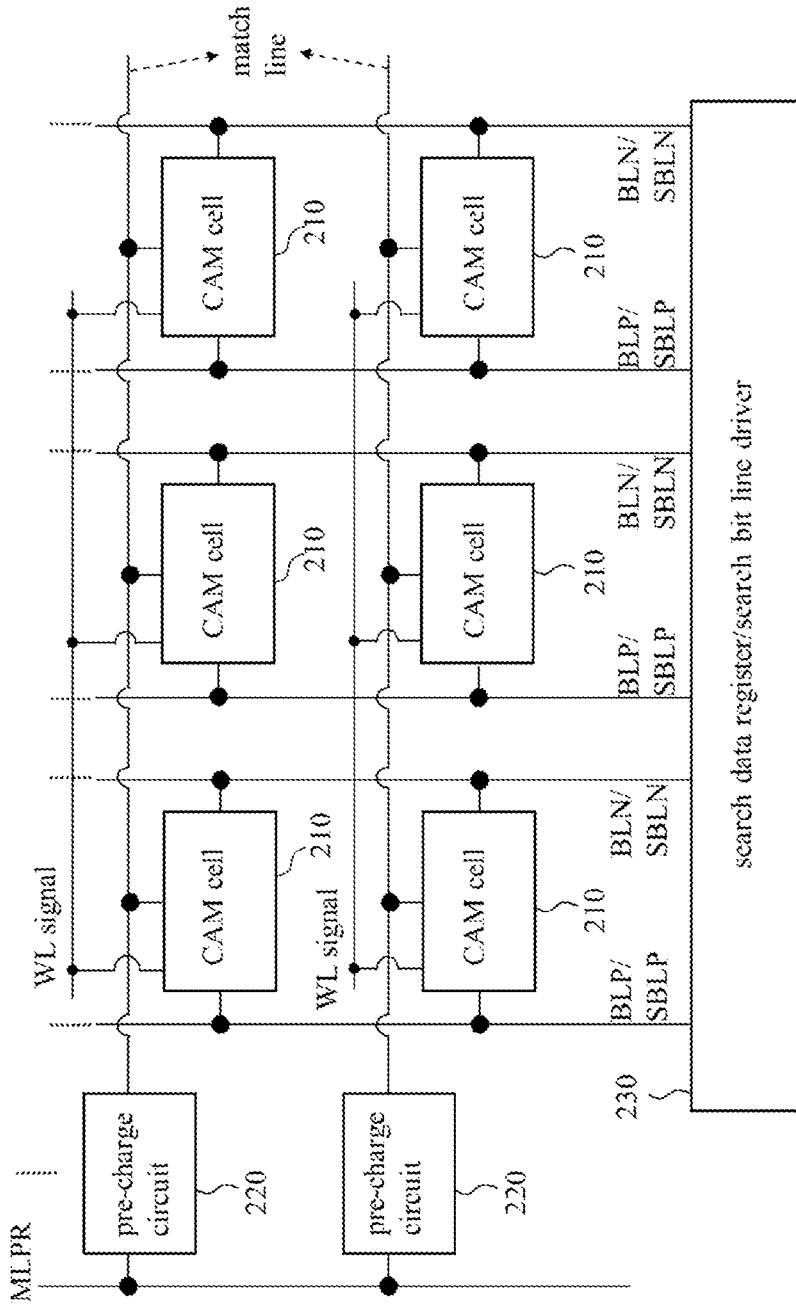 MLPR
pre-charge
circuit
220
pre-charge
circuit
220
WL signal
CAM cell
210
CAM cell
210
CAM cell
210
match
line
WL signal
CAM cell
210
CAM cell
210
CAM cell
210
BLP/
SBLP
BLN/
SBLN
BLP/
SBLP
BLN/
SBLN
BLP/
SBLP
BLN/
SBLN
230
search data register/search bit line driver